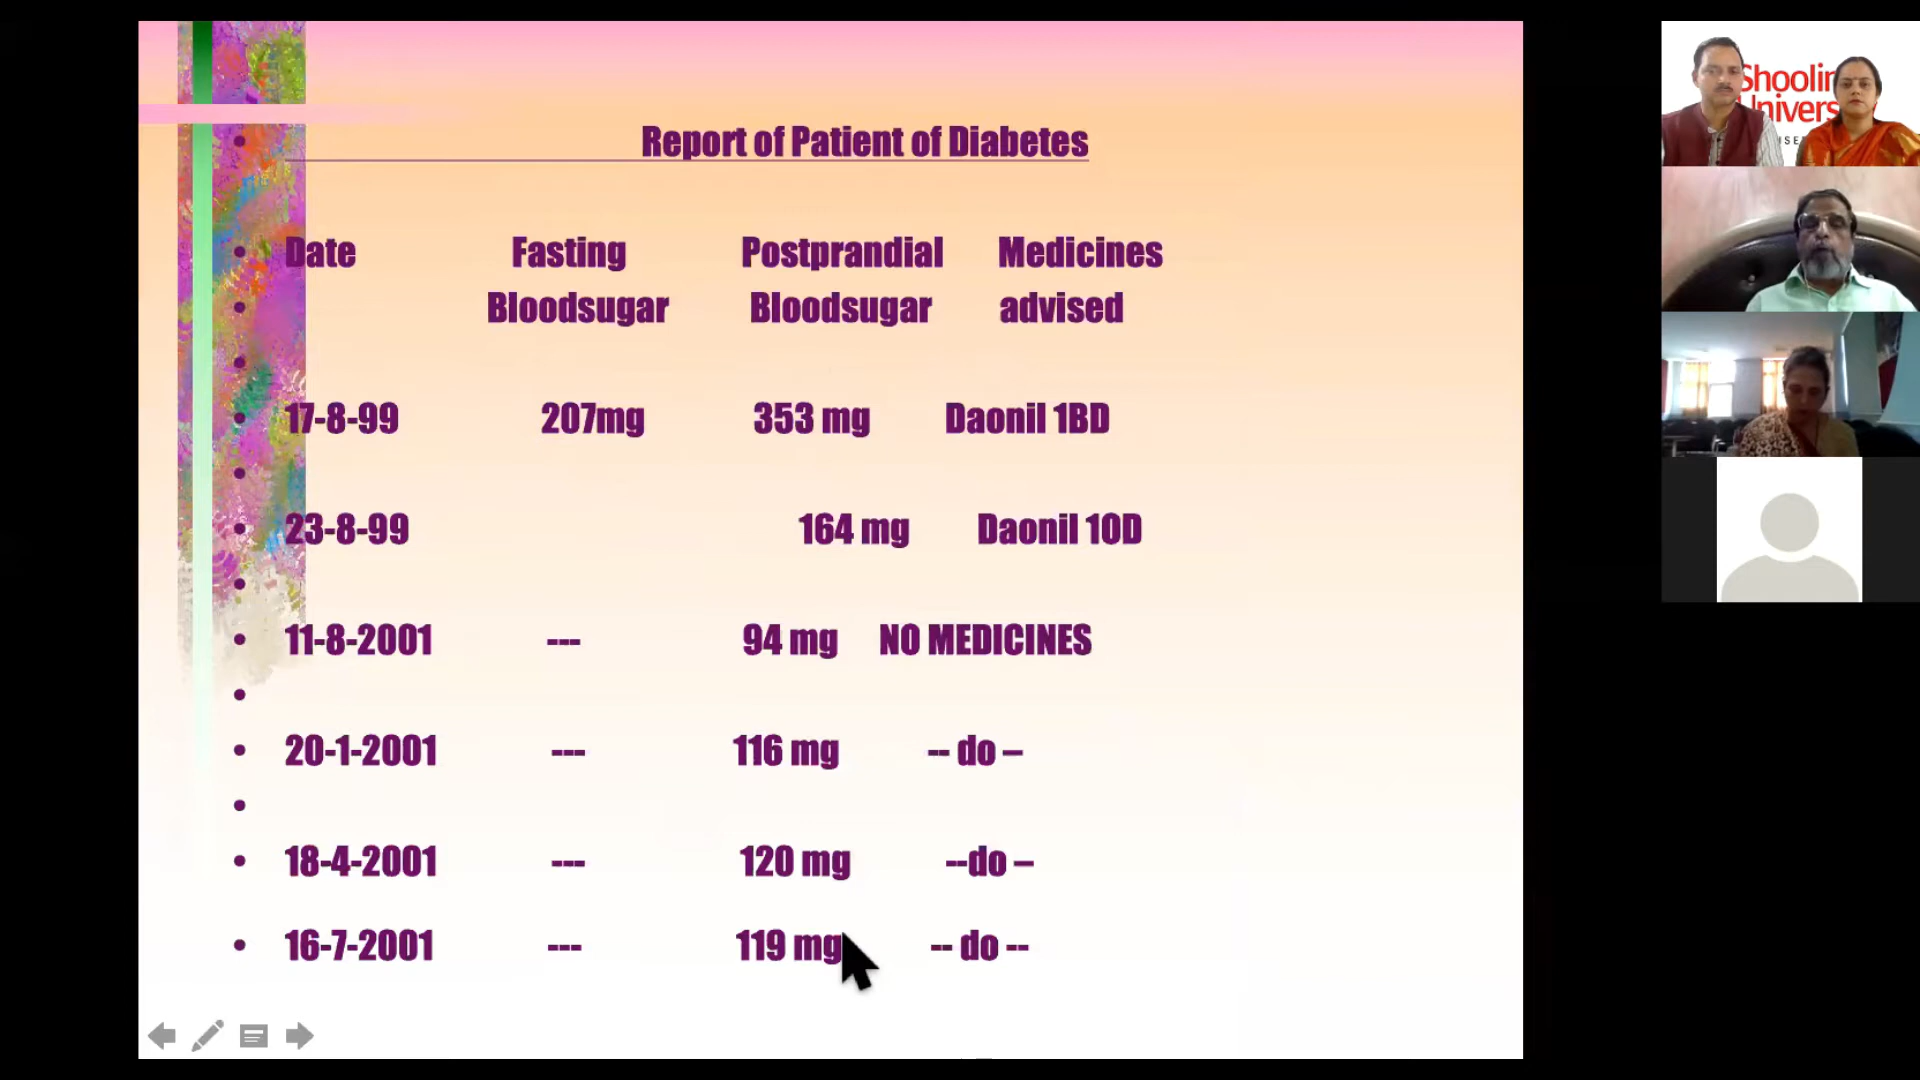 Report of Patient of Diabetes
Date Fasting Postprandial Medicines
Bloodsugar Bloodsugar advised
17-8-99 207mg 353 mg Daonil 1BD
23-8-99 164 mg Daonil 1OD
11-8-2001 --- 94 mg NO MEDICINES
20-1-2001 --- 116 mg -- do –
18-4-2001 --- 120 mg --do –
16-7-2001 --- 119 mg -- do --
Shoolin
Univers